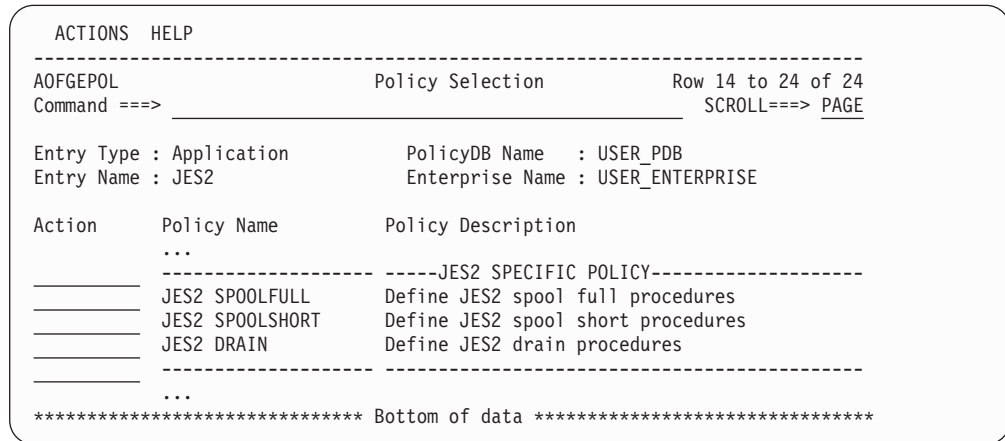 ACTIONS HELP
--------------------------------------------------------------------------------
AOFGEPOL Policy Selection Row 14 to 24 of 24
Command ===> SCROLL===> PAGE
Entry Type : Application PolicyDB Name : USER_PDB
Entry Name : JES2 Enterprise Name : USER_ENTERPRISE
Action Policy Name Policy Description
...
-------------------- -----JES2 SPECIFIC POLICY--------------------
JES2 SPOOLFULL Define JES2 spool full procedures
JES2 SPOOLSHORT Define JES2 spool short procedures
JES2 DRAIN Define JES2 drain procedures
-------------------- ---------------------------------------------
...
******************************* Bottom of data ********************************